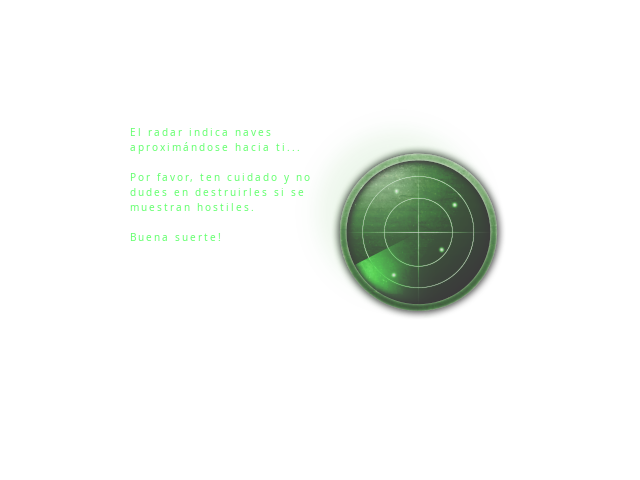 El radar indica naves
aproximándose hacia ti...
Por favor, ten cuidado y no
dudes en destruirles si se
muestran hostiles.
Buena suerte!